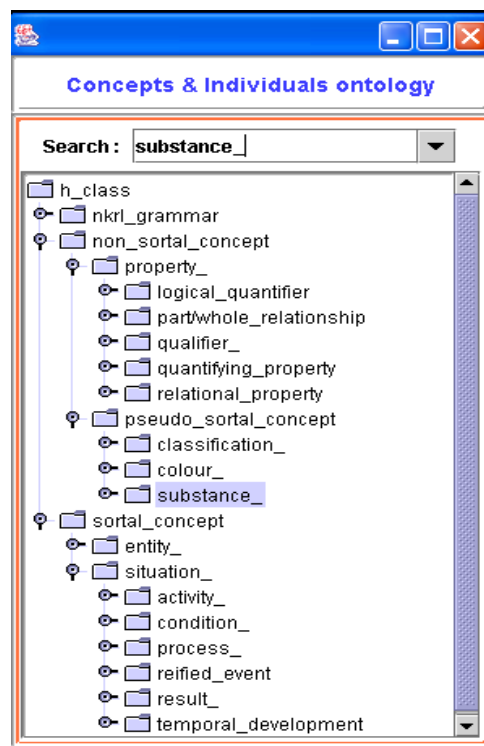 Concepts & Individuals ontology
Search : substance_
h_class
nkrl_grammar
non_sortal_concept
property_
logical_quantifier
part/whole_relationship
qualifier_
quantifying_property
relational_property
pseudo_sortal_concept
classification_
colour_
substance_
sortal_concept
entity_
situation_
activity_
condition_
process_
reified_event
result_
temporal_development